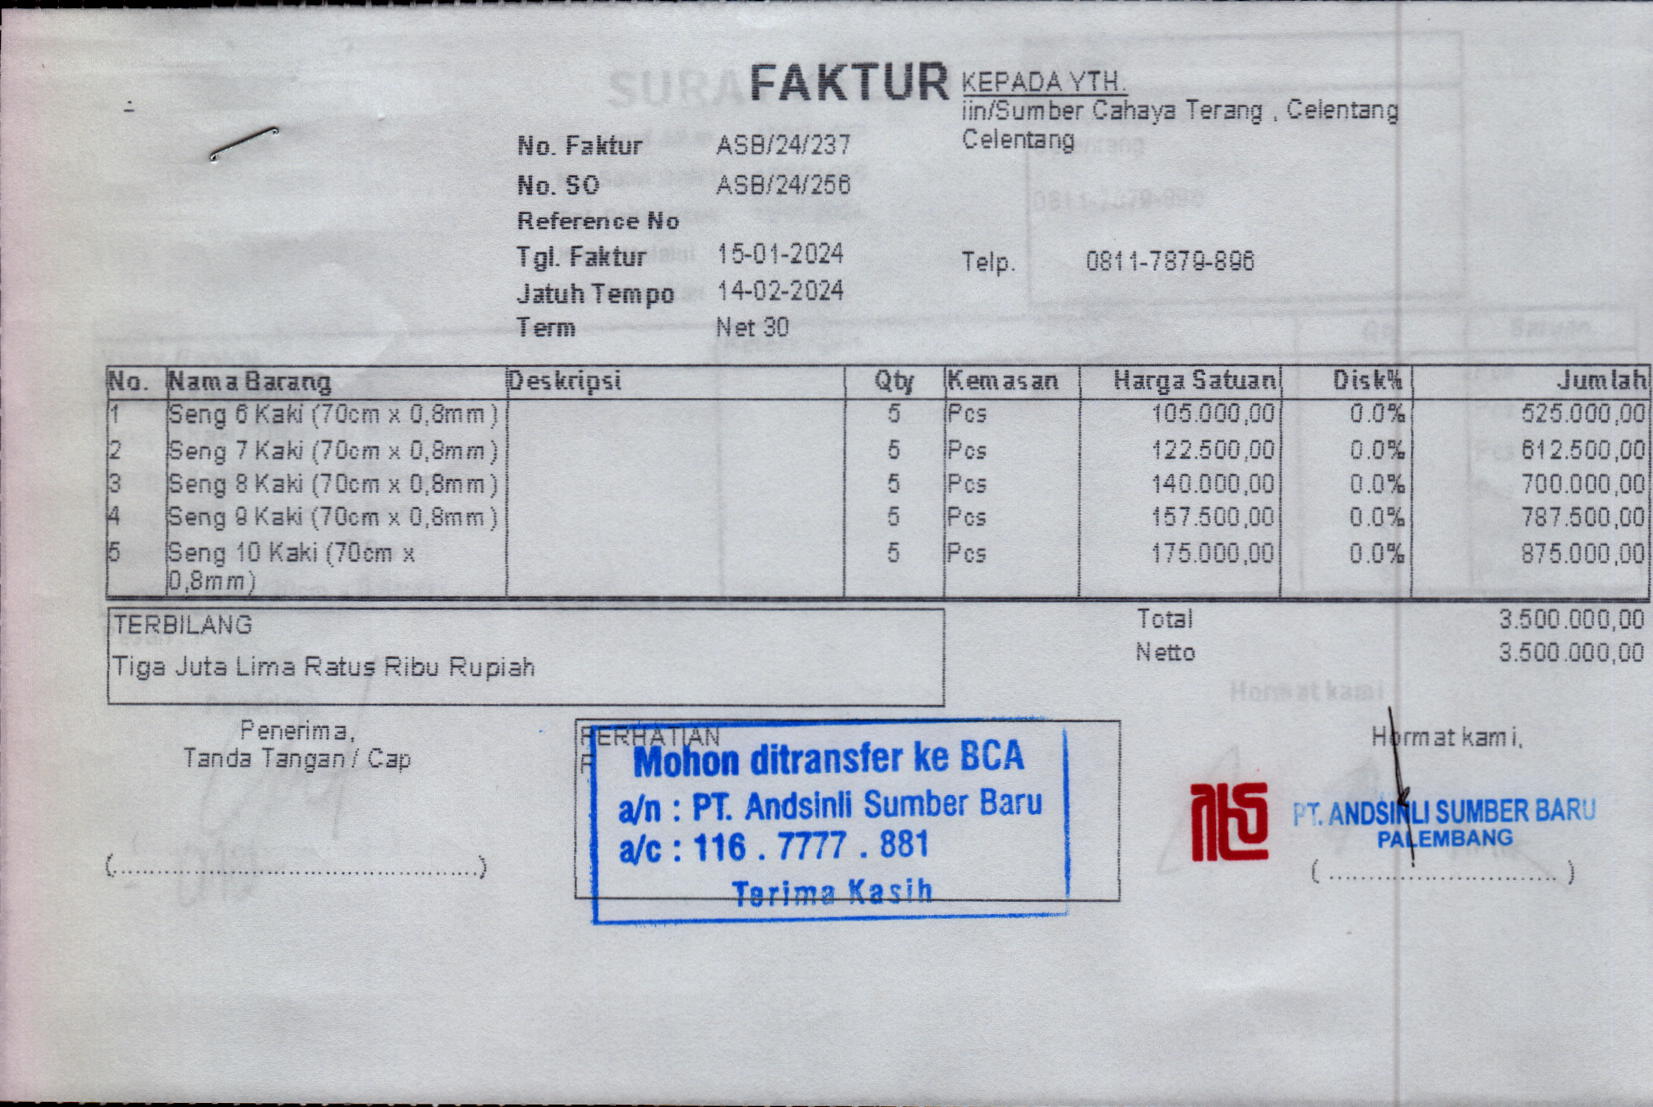 FAKTUR
KEPADA YTH.
iin/Sumber Cahaya Terang , Celentang
Celentang
No. Faktur ASB/24/237
No. SO ASB/24/256
Reference No
Tgl. Faktur 15-01-2024
Telp. 0811-7879-896
Jatuh Tempo 14-02-2024
Term Net 30
No. Nama Barang Deskripsi Qty Kemasan Harga Satuan Disk% Jumlah
1 Seng 6 Kaki (70cm x 0,8mm) 5 Pcs 105.000,00 0.0% 525.000,00
2 Seng 7 Kaki (70cm x 0,8mm) 5 Pcs 122.500,00 0.0% 612.500,00
3 Seng 8 Kaki (70cm x 0,8mm) 5 Pcs 140.000,00 0.0% 700.000,00
4 Seng 9 Kaki (70cm x 0,8mm) 5 Pcs 157.500,00 0.0% 787.500,00
5 Seng 10 Kaki (70cm x 5 Pcs 175.000,00 0.0% 875.000,00
0,8mm)
TERBILANG
Tiga Juta Lima Ratus Ribu Rupiah
Total 3.500.000,00
Netto 3.500.000,00
Penerima,
Tanda Tangan / Cap
PERHATIAN
Mohon ditransfer ke BCA
a/n : PT. Andsinli Sumber Baru
a/c : 116 . 7777 . 881
Terima Kasih
Hormat kami,
PT. ANDSINLI SUMBER BARU
PALEMBANG